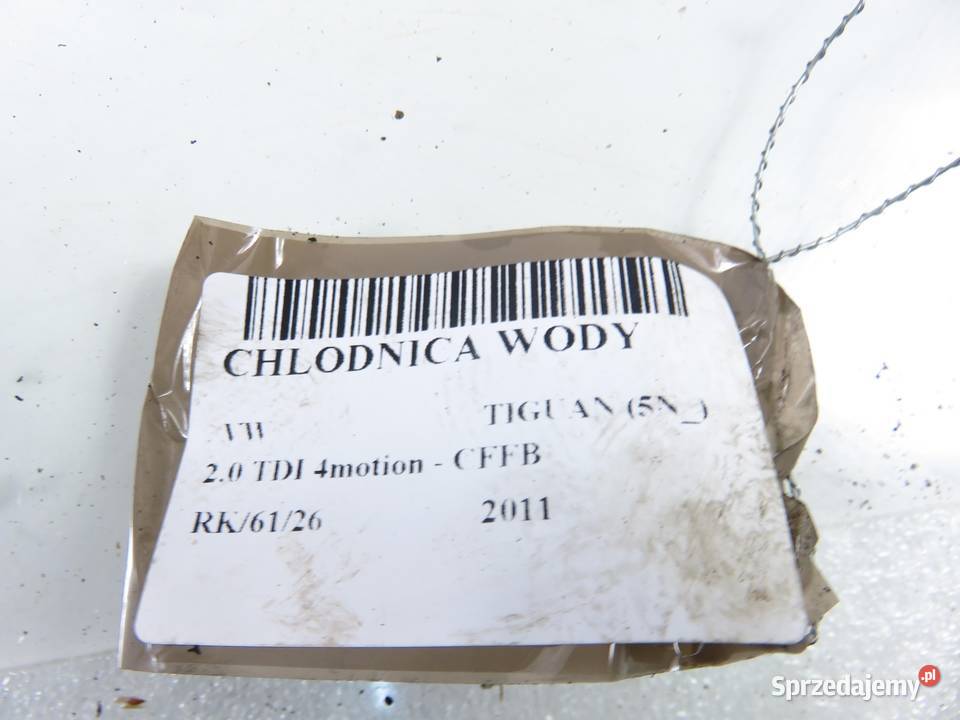 CHLODNICA WODY
VW TIGUAN (5N_)
2.0 TDI 4motion - CFFB
RK/61/26 2011
Sprzedajemy.pl